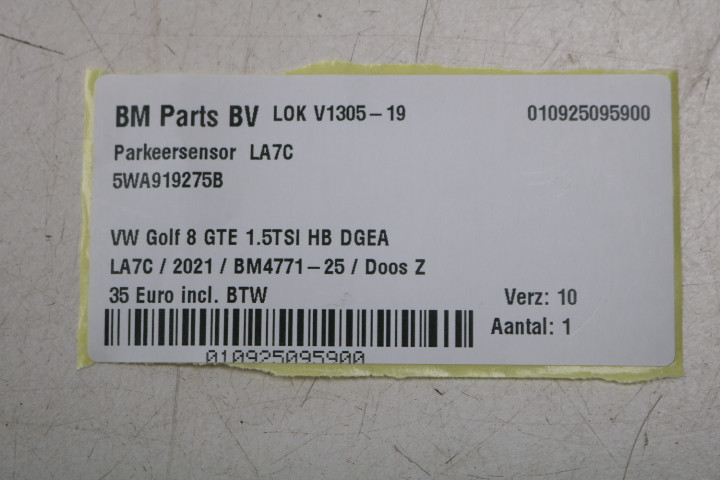 BM Parts BV LOK V1305-19 010925095900
Parkeersensor LA7C
5WA919275B
VW Golf 8 GTE 1.5TSI HB DGEA
LA7C / 2021 / BM4771-25 / Doos Z
35 Euro incl. BTW Verz: 10
Aantal: 1
010925095900